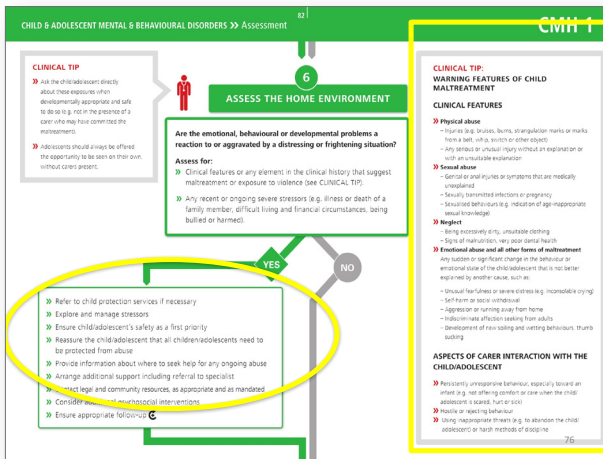 82
CHILD & ADOLESCENT MENTAL & BEHAVIOURAL DISORDERS » Assessment
CMH 1
CLINICAL TIP
» Ask the child/adolescent directly
about these exposures when
developmentally appropriate and safe
to do so (e.g. not in the presence of a
carer who may have committed the
maltreatment).
» Adolescents should always be offered
the opportunity to be seen on their own,
without carers present.
6
ASSESS THE HOME ENVIRONMENT
Are the emotional, behavioural or developmental problems a
reaction to or aggravated by a distressing or frightening situation?
Assess for:
» Clinical features or any element in the clinical history that suggest
maltreatment or exposure to violence (see CLINICAL TIP).
» Any recent or ongoing severe stressors (e.g. illness or death of a
family member, difficult living and financial circumstances, being
bullied or harmed).
YES
NO
» Refer to child protection services if necessary
» Explore and manage stressors
» Ensure child/adolescent's safety as a first priority
» Reassure the child/adolescent that all children/adolescents need to
be protected from abuse
» Provide information about where to seek help for any ongoing abuse
» Arrange additional support including referral to specialist
» Contact legal and community resources, as appropriate and as mandated
» Consider additional psychosocial interventions
» Ensure appropriate follow-up
CLINICAL TIP:
WARNING FEATURES OF CHILD
MALTREATMENT
CLINICAL FEATURES
» Physical abuse
– Injuries (e.g. bruises, burns, strangulation marks or marks
from a belt, whip, switch or other object)
– Any serious or unusual injury without an explanation or
with an unsuitable explanation
» Sexual abuse
– Genital or anal injuries or symptoms that are medically
unexplained
– Sexually transmitted infections or pregnancy
– Sexualised behaviours (e.g. indication of age-inappropriate
sexual knowledge)
» Neglect
– Being excessively dirty, unsuitable clothing
– Signs of malnutrition, very poor dental health
» Emotional abuse and all other forms of maltreatment
Any sudden or significant change in the behaviour or
emotional state of the child/adolescent that is not better
explained by another cause, such as:
– Unusual fearfulness or severe distress (e.g. inconsolable crying)
– Self-harm or social withdrawal
– Aggression or running away from home
– Indiscriminate affection seeking from adults
– Development of new soiling and wetting behaviours, thumb
sucking
ASPECTS OF CARER INTERACTION WITH THE
CHILD/ADOLESCENT
» Persistently unresponsive behaviour, especially toward an
infant (e.g. not offering comfort or care when the child/
adolescent is scared, hurt or sick)
» Hostile or rejecting behaviour
» Using inappropriate threats (e.g. to abandon the child/
adolescent) or harsh methods of discipline
76